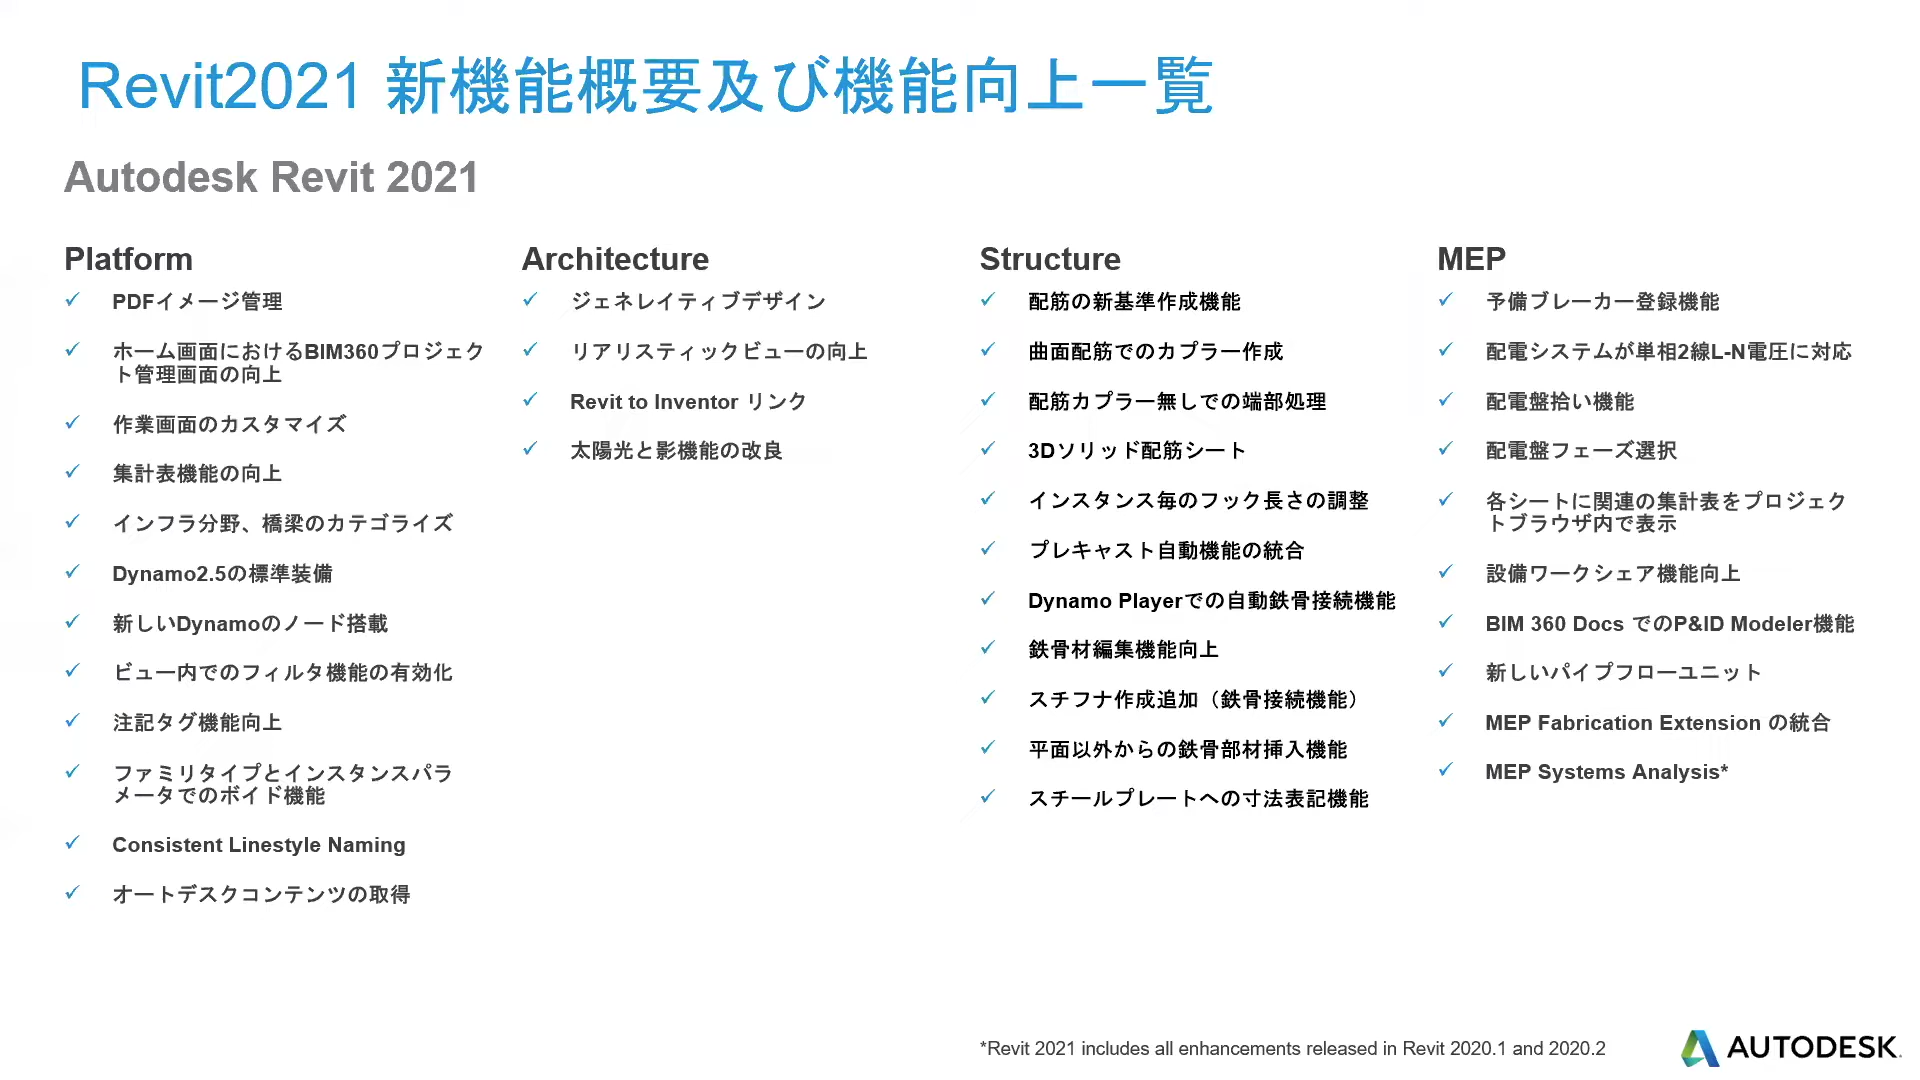 Revit2021 新機能概要及び機能向上一覧
Autodesk Revit 2021
Platform
PDFイメージ管理
ホーム画面におけるBIM360プロジェク
ト管理画面の向上
作業画面のカスタマイズ
集計表機能の向上
インフラ分野、橋梁のカテゴライズ
Dynamo2.5の標準装備
新しいDynamoのノード搭載
ビュー内でのフィルタ機能の有効化
注記タグ機能向上
ファミリタイプとインスタンスパラ
メータでのボイド機能
Consistent Linestyle Naming
オートデスクコンテンツの取得
Architecture
ジェネレイティブデザイン
リアリスティックビューの向上
Revit to Inventor リンク
太陽光と影機能の改良
Structure
配筋の新基準作成機能
曲面配筋でのカプラー作成
配筋カプラー無しでの端部処理
3Dソリッド配筋シート
インスタンス毎のフック長さの調整
プレキャスト自動機能の統合
Dynamo Playerでの自動鉄骨接続機能
鉄骨材編集機能向上
スチフナ作成追加（鉄骨接続機能）
平面以外からの鉄骨部材挿入機能
スチールプレートへの寸法表記機能
MEP
予備ブレーカー登録機能
配電システムが単相2線L-N電圧に対応
配電盤拾い機能
配電盤フェーズ選択
各シートに関連の集計表をプロジェク
トブラウザ内で表示
設備ワークシェア機能向上
BIM 360 Docs でのP&ID Modeler機能
新しいパイプフローユニット
MEP Fabrication Extension の統合
MEP Systems Analysis*
*Revit 2021 includes all enhancements released in Revit 2020.1 and 2020.2
AUTODESK.